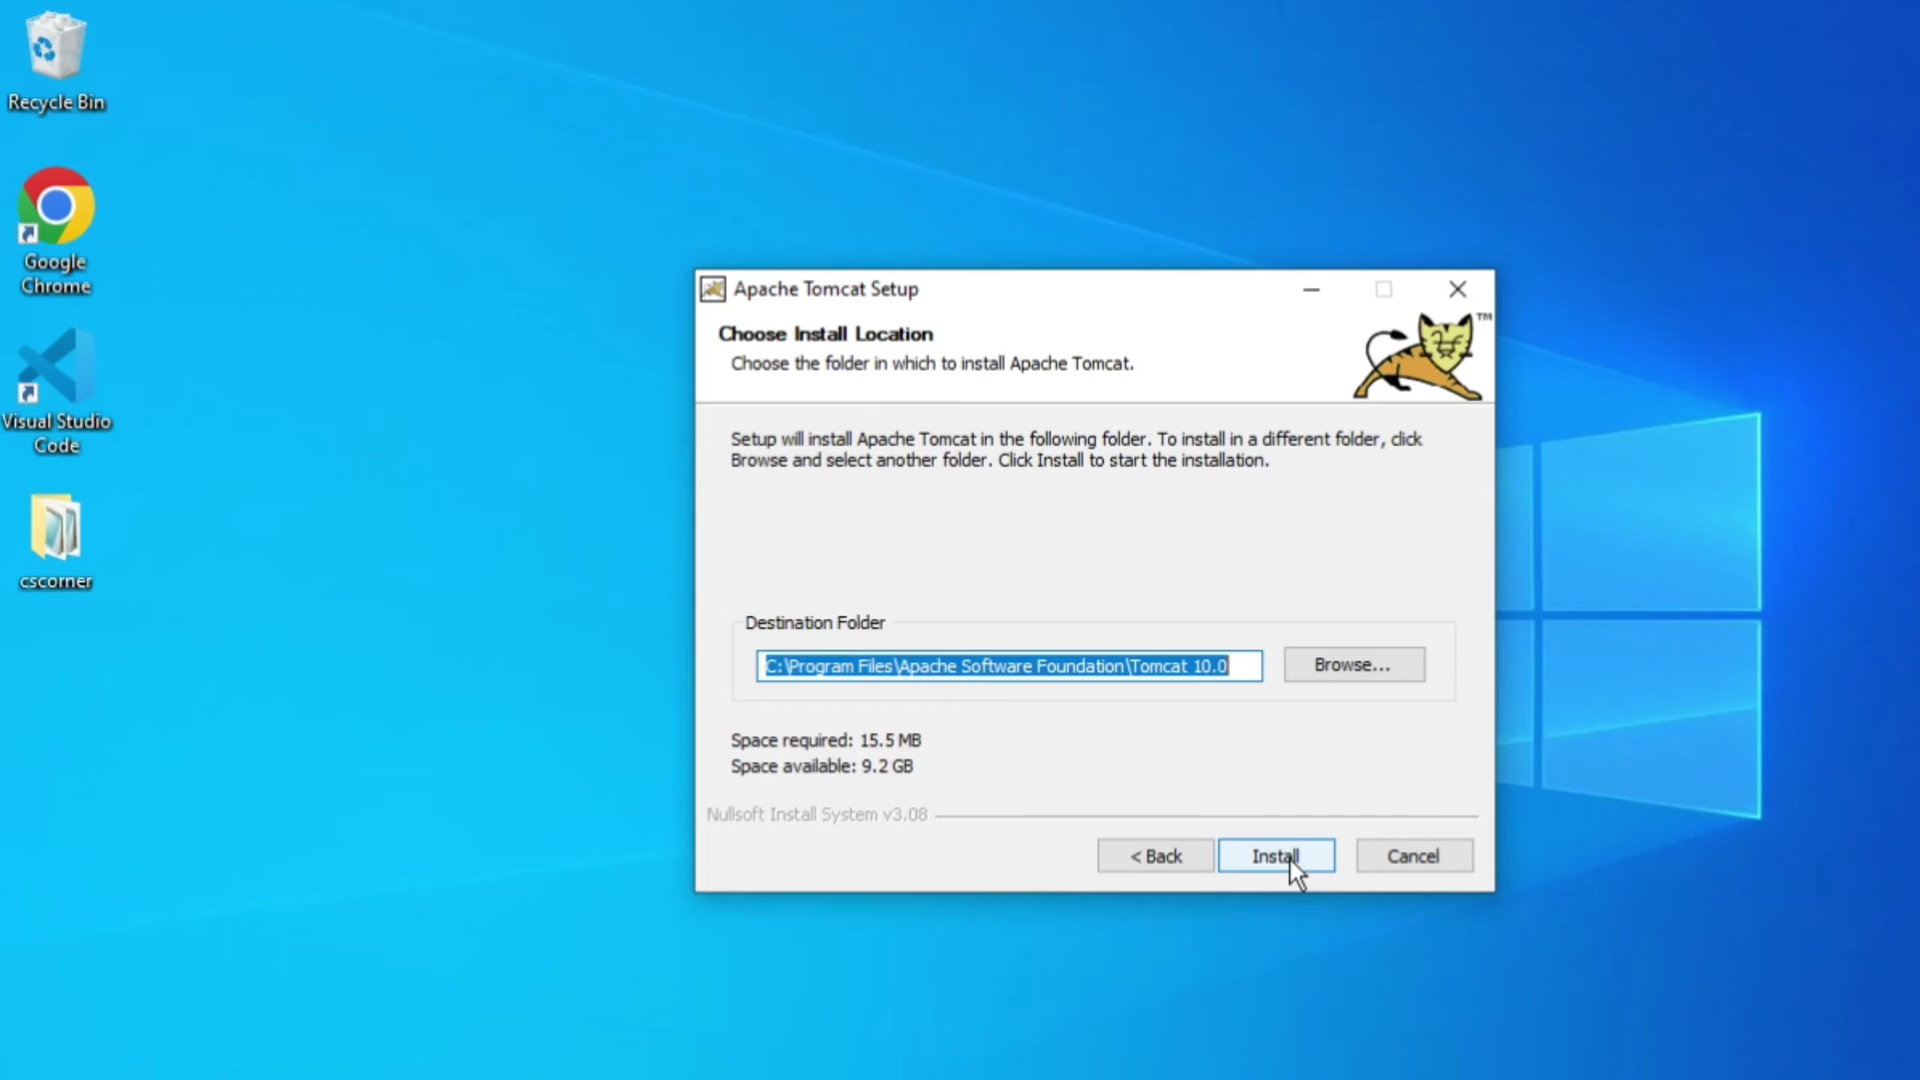 Recycle Bin
Google
Chrome
Visual Studio
Code
cscorner
Apache Tomcat Setup
Choose Install Location
Choose the folder in which to install Apache Tomcat.
TM
Setup will install Apache Tomcat in the following folder. To install in a different folder, click
Browse and select another folder. Click Install to start the installation.
Destination Folder
C:\Program Files\Apache Software Foundation\Tomcat 10.0
Browse...
Space required: 15.5 MB
Space available: 9.2 GB
Nullsoft Install System v3.08
< Back
Install
Cancel